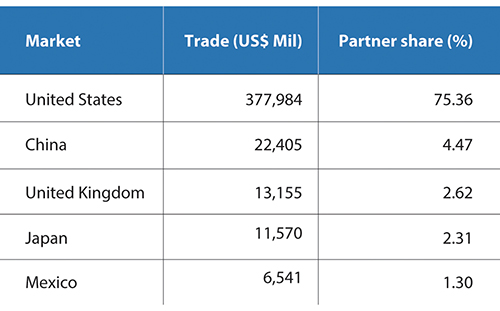 Market Trade (US$ Mil) Partner share (%)
United States 377,984 75.36
China 22,405 4.47
United Kingdom 13,155 2.62
Japan 11,570 2.31
Mexico 6,541 1.30